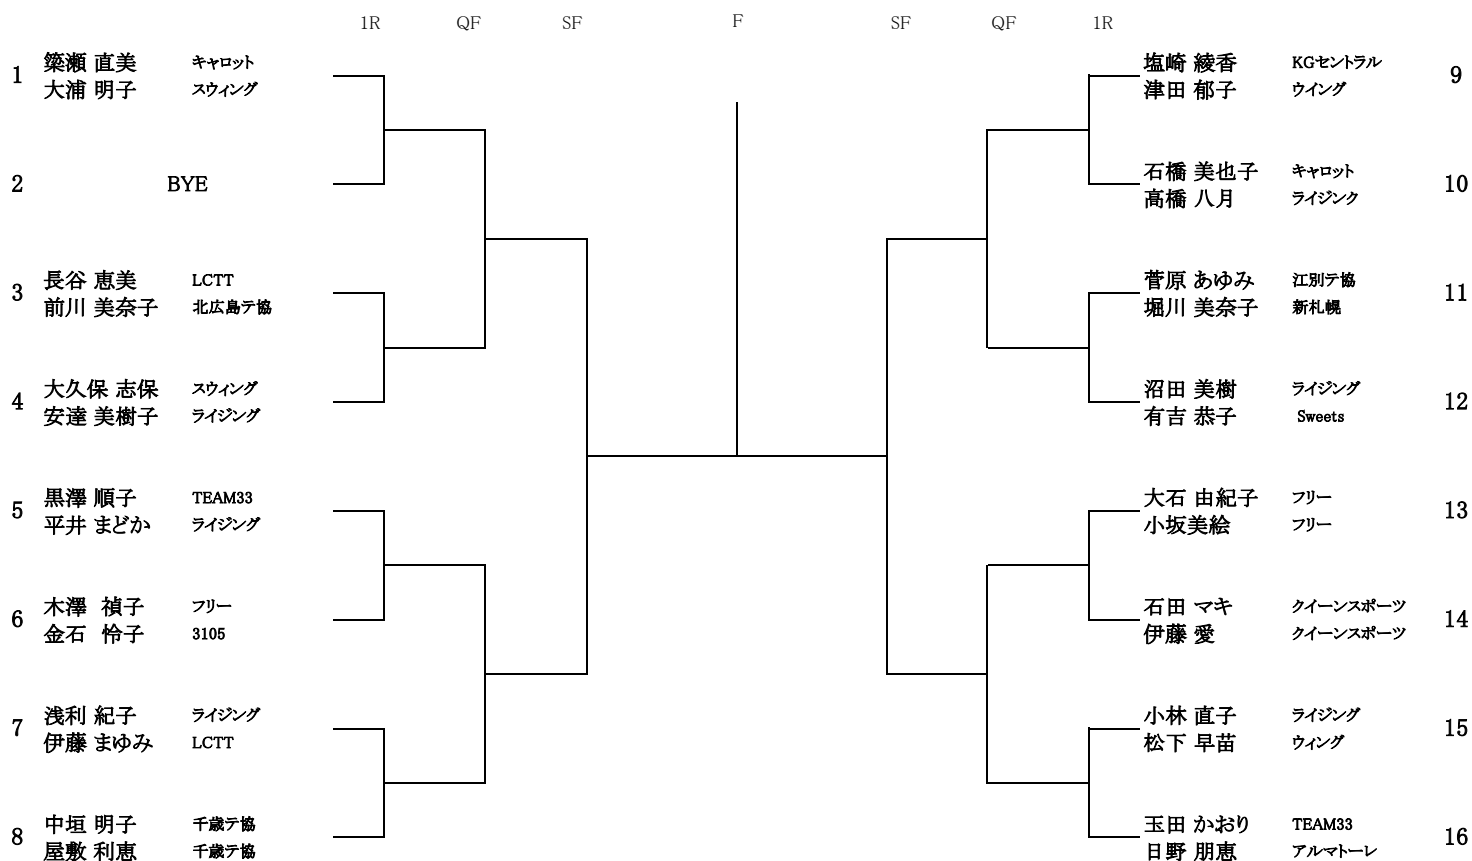 1R QF SF F SF QF 1R
1 簗瀬 直美 キャロット
大浦 明子 スウィング
2 BYE
3 長谷 恵美 LCTT
前川 美奈子 北広島テ協
4 大久保 志保 スウィング
安達 美樹子 ライジング
5 黒澤 順子 TEAM33
平井 まどか ライジング
6 木澤 禎子 フリー
金石 怜子 3105
7 浅利 紀子 ライジング
伊藤 まゆみ LCTT
8 中垣 明子 千歳テ協
屋敷 利恵 千歳テ協
塩崎 綾香 KGセントラル 9
津田 郁子 ウイング
石橋 美也子 キャロット 10
高橋 八月 ライジンク
菅原 あゆみ 江別テ協 11
堀川 美奈子 新札幌
沼田 美樹 ライジング 12
有吉 恭子 Sweets
大石 由紀子 フリー 13
小坂美絵 フリー
石田 マキ クイーンスポーツ 14
伊藤 愛 クイーンスポーツ
小林 直子 ライジング 15
松下 早苗 ウィング
玉田 かおり TEAM33 16
日野 朋恵 アルマトーレ